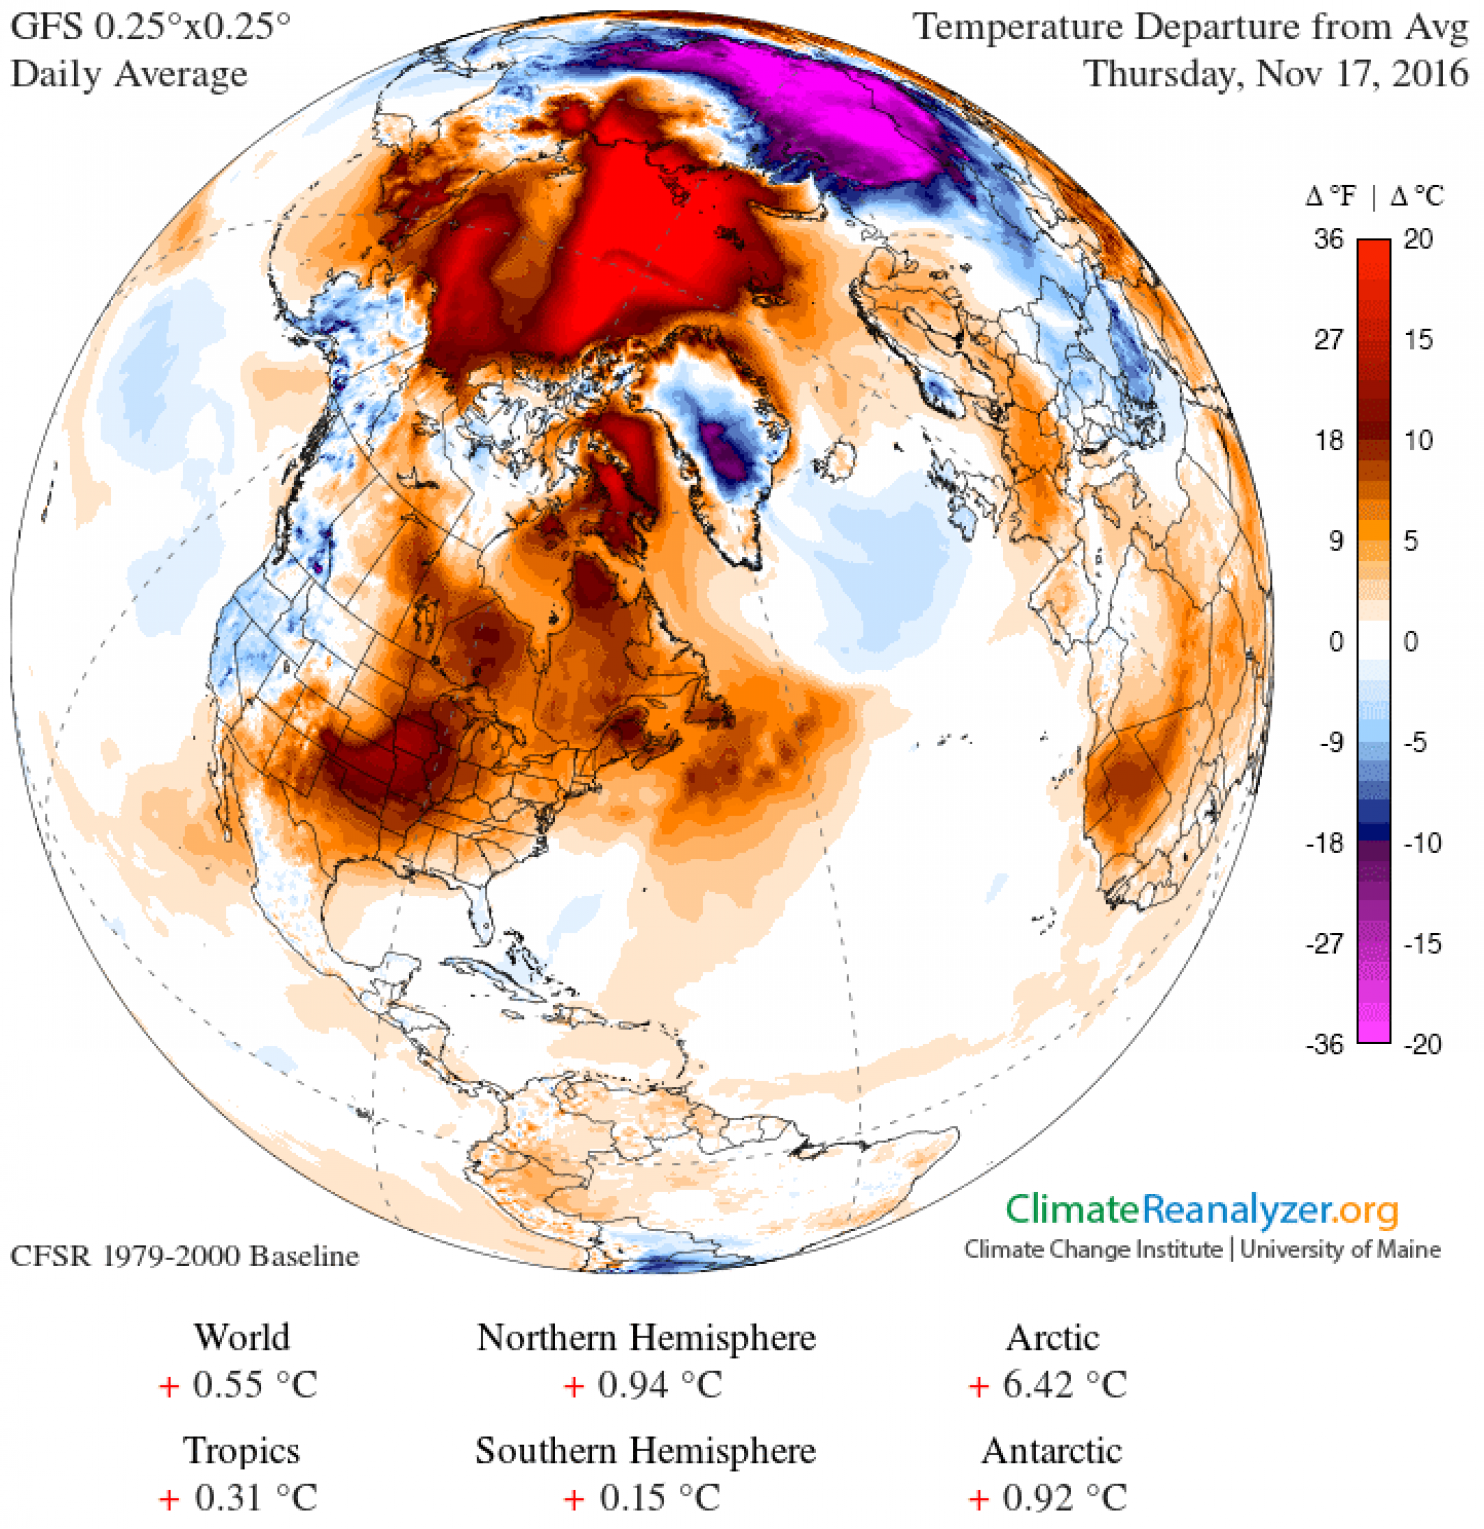 GFS 0.25°x0.25°
Daily Average
Temperature Departure from Avg
Thursday, Nov 17, 2016
Δ °F | Δ °C
36 20
27 15
18 10
9 5
0 0
-9 -5
-18 -10
-27 -15
-36 -20
ClimateReanalyzer.org
Climate Change Institute | University of Maine
CFSR 1979-2000 Baseline
World
+ 0.55 °C
Northern Hemisphere
+ 0.94 °C
Arctic
+ 6.42 °C
Tropics
+ 0.31 °C
Southern Hemisphere
+ 0.15 °C
Antarctic
+ 0.92 °C